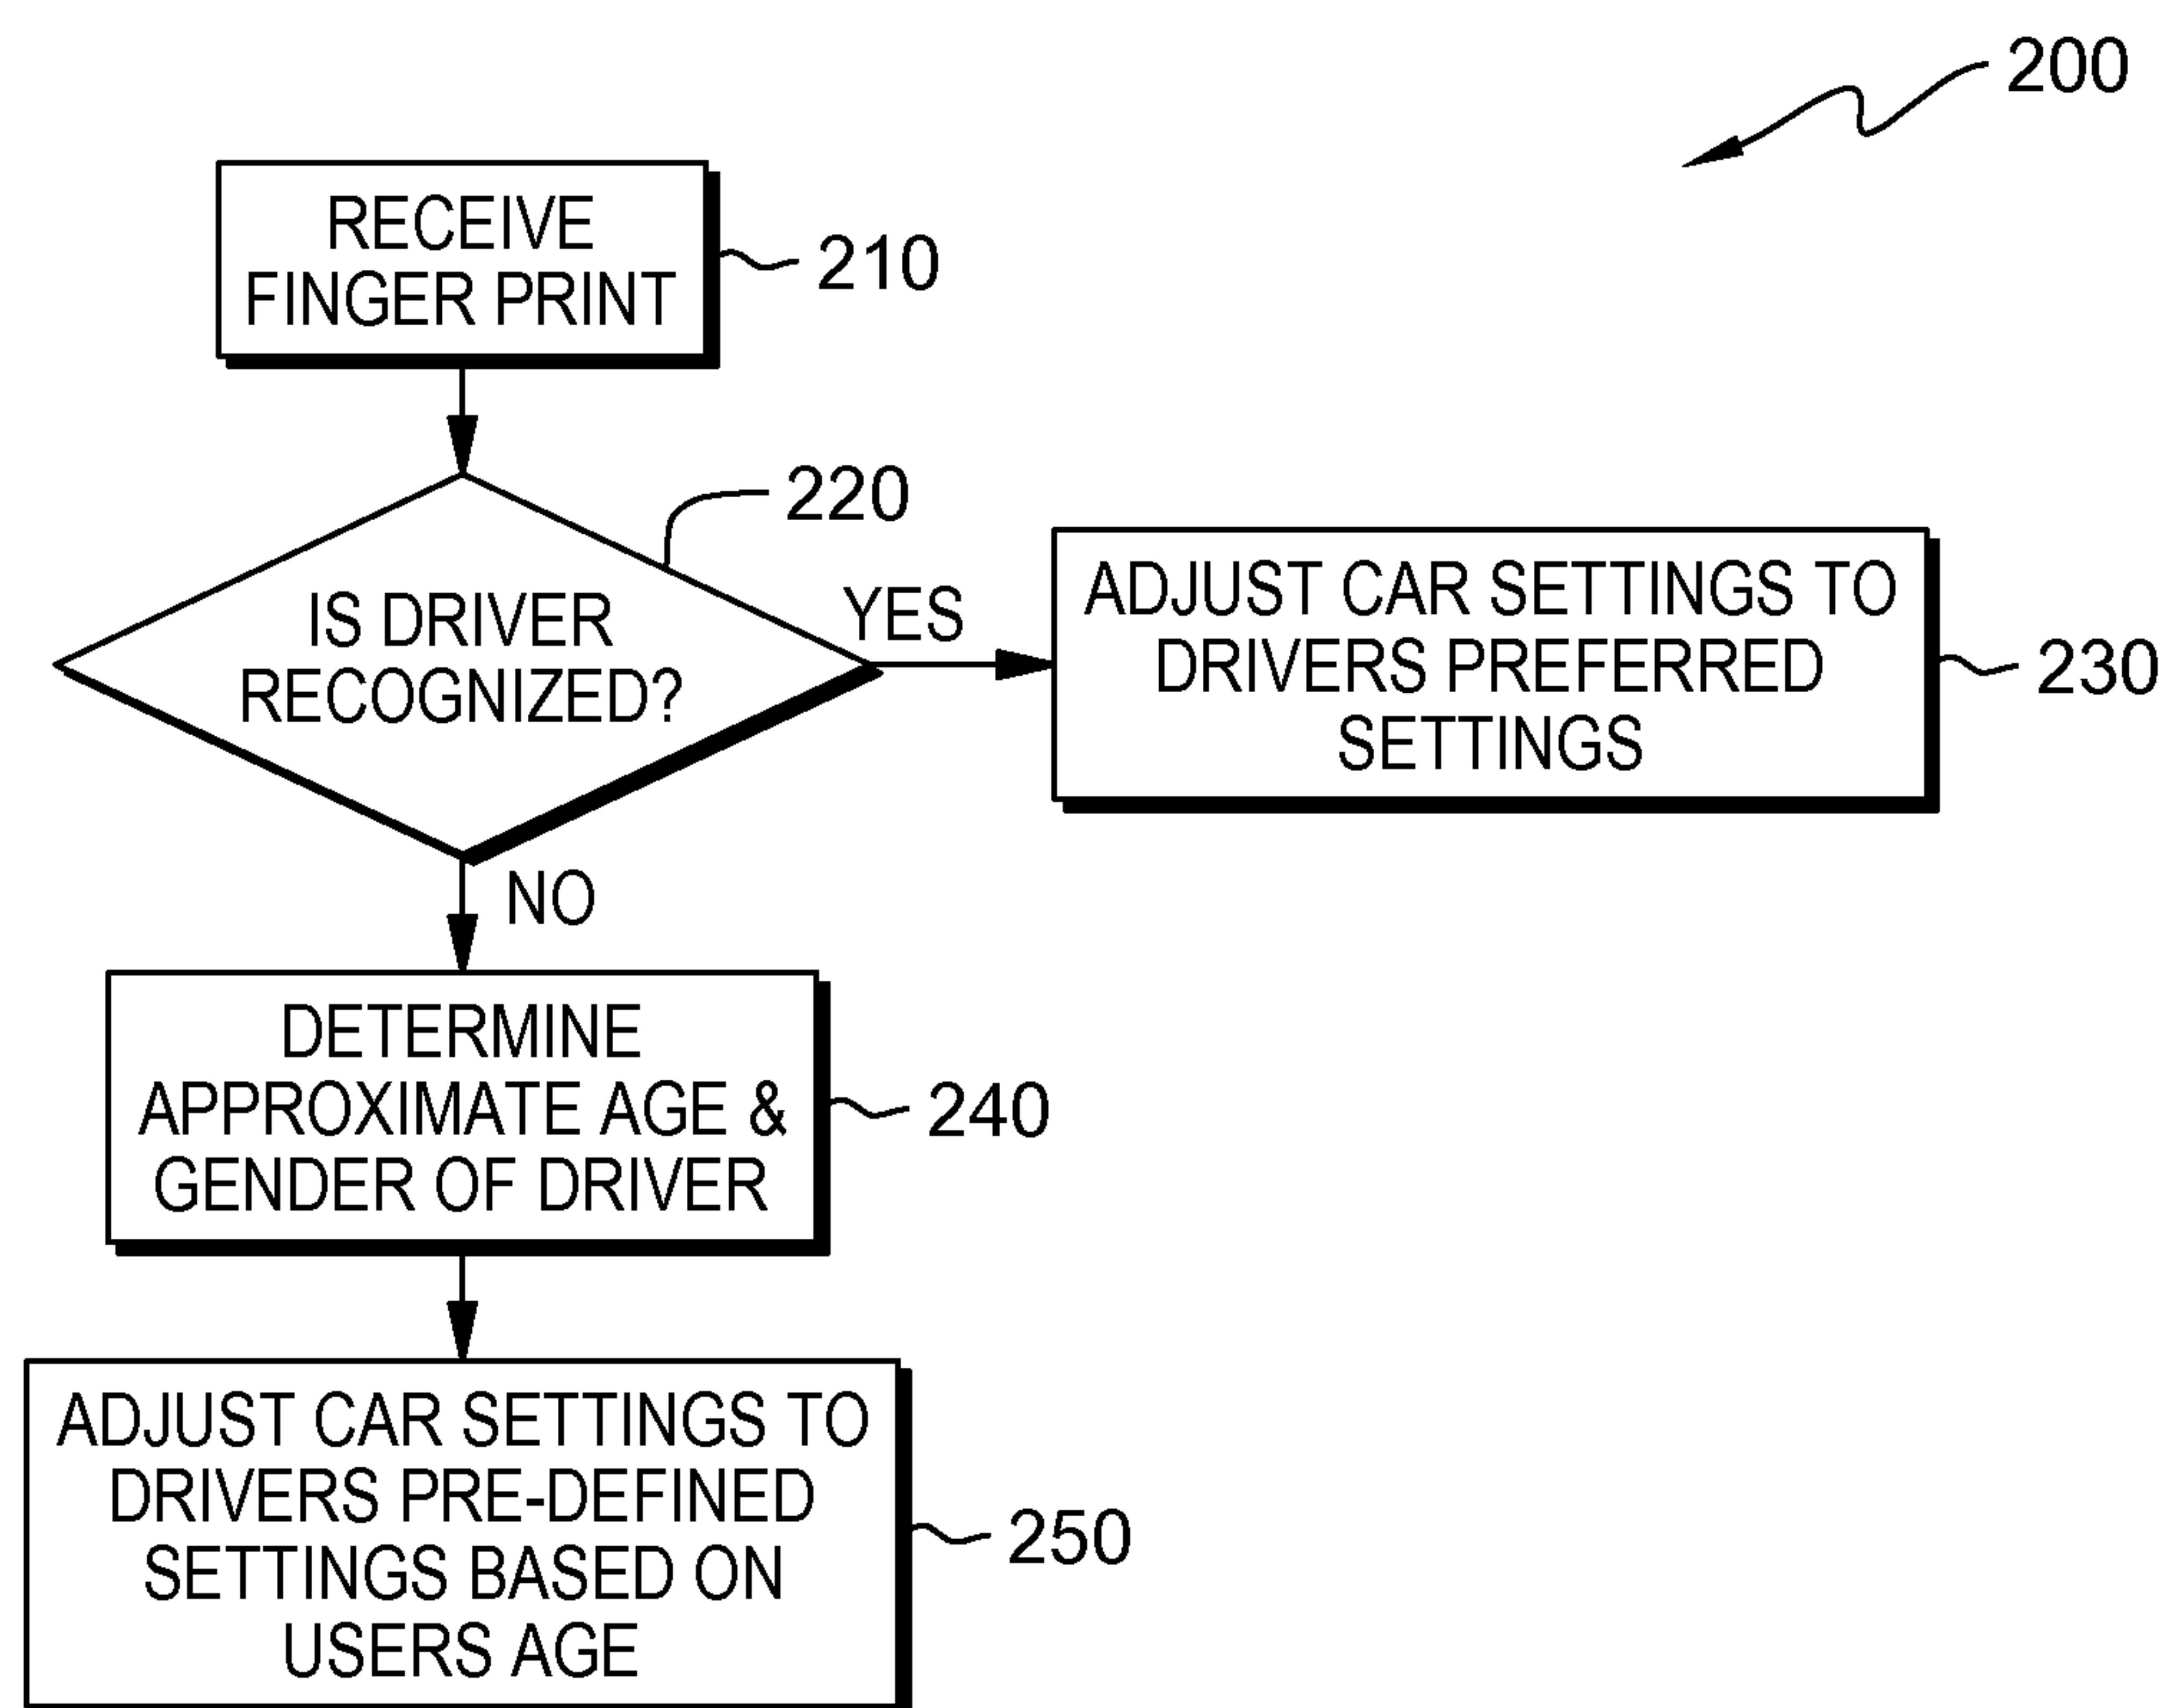 200
RECEIVE
FINGER PRINT
210
220
IS DRIVER
RECOGNIZED?
YES
ADJUST CAR SETTINGS TO
DRIVERS PREFERRED
SETTINGS
230
NO
DETERMINE
APPROXIMATE AGE &
GENDER OF DRIVER
240
ADJUST CAR SETTINGS TO
DRIVERS PRE-DEFINED
SETTINGS BASED ON
USERS AGE
250